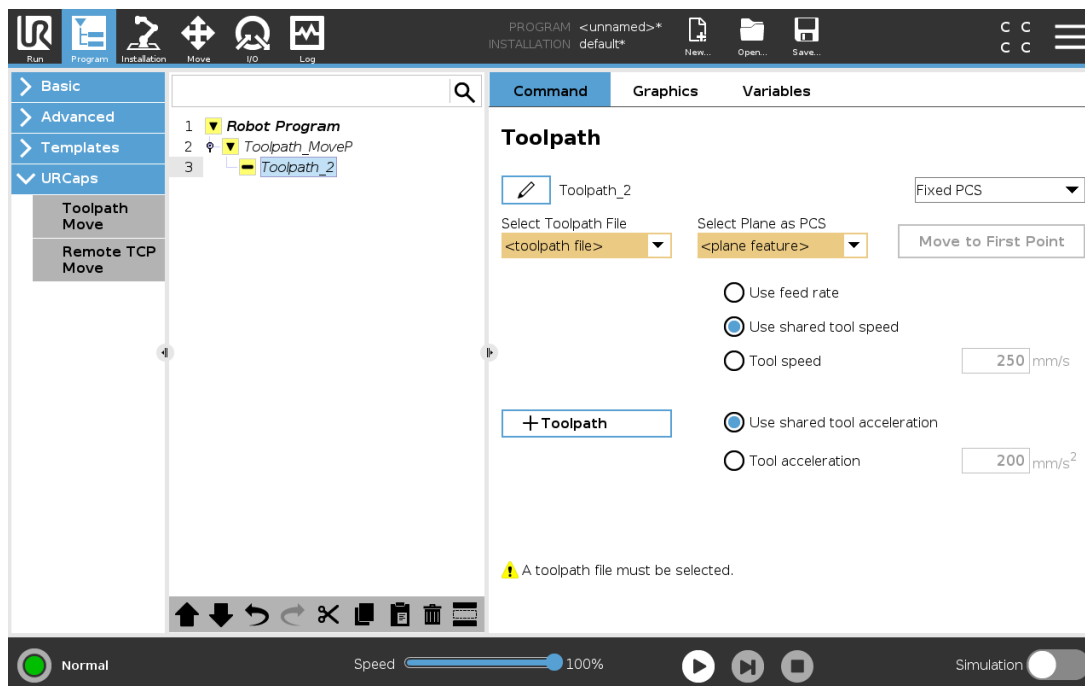 PROGRAM <unnamed>*
INSTALLATION default*
UR
Run
Program
Installation
Move
I/O
Log
New...
Open...
Save...
C C
C C
Basic
Advanced
Templates
URCaps
Toolpath
Move
Remote TCP
Move
1 Robot Program
2 Toolpath_MoveP
3 Toolpath_2
Command Graphics Variables
Toolpath
Toolpath_2
Fixed PCS
Select Toolpath File
<toolpath file>
Select Plane as PCS
<plane feature>
Move to First Point
Use feed rate
Use shared tool speed
Tool speed 250 mm/s
+Toolpath
Use shared tool acceleration
Tool acceleration 200 mm/s²
A toolpath file must be selected.
Normal
Speed 100%
Simulation